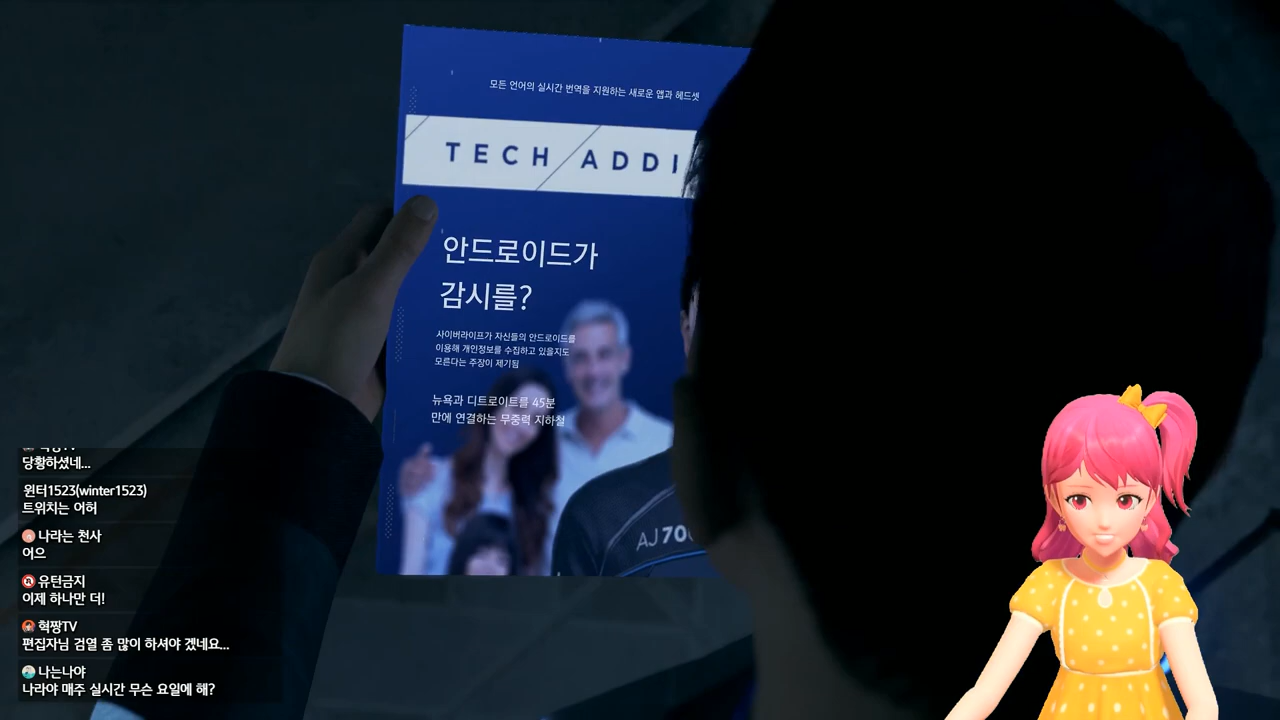 모든 언어의 실시간 번역을 지원하는 새로운 앱과 헤드셋
TECH ADDI
안드로이드가
감시를?
사이버라이프가 자신들의 안드로이드를
이용해 개인정보를 수집하고 있을지도
모른다는 주장이 제기됨
뉴욕과 디트로이트를 45분
만에 연결하는 무중력 지하철
AJ 700
당황하셨네...
윈터1523(winter1523)
트위치는 어허
나라는 천사
어으
유턴금지
이제 하나만 더!
혁짱TV
편집자님 검열 좀 많이 하셔야 겠네요...
나는나야
나라야 매주 실시간 무슨 요일에 해?